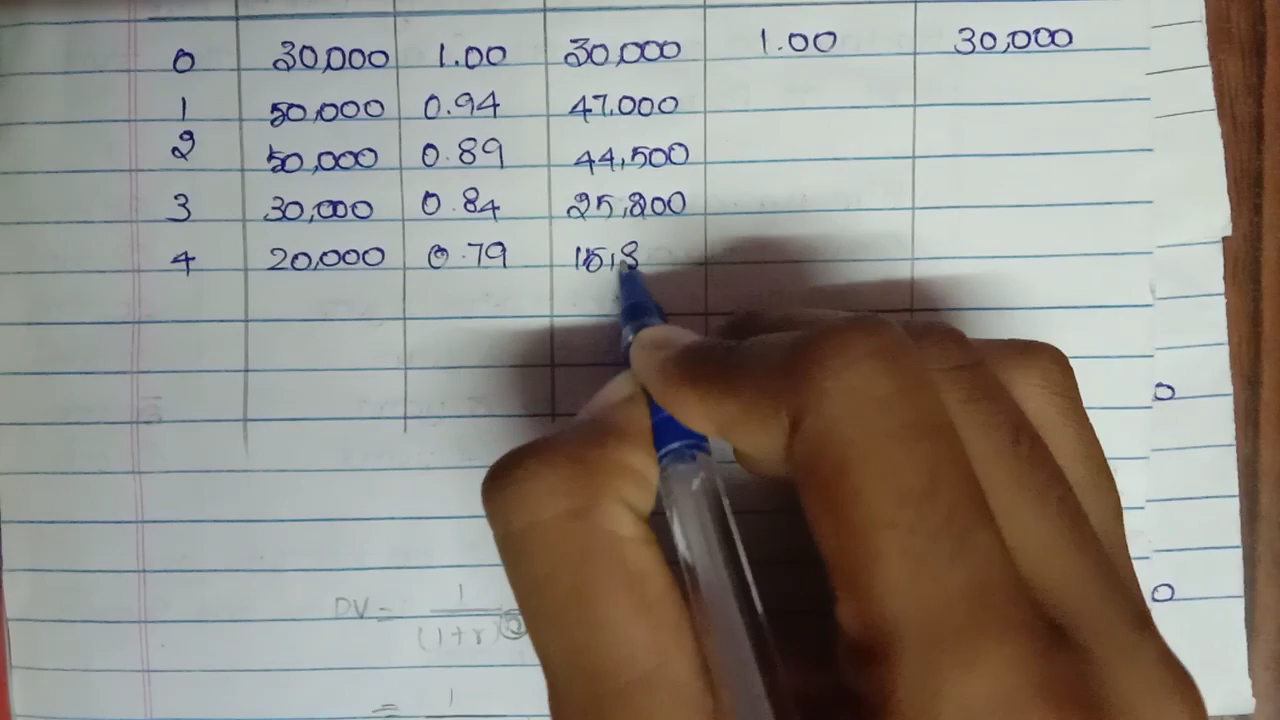 0 30,000 1.00 30,000 1.00 30,000
1 50,000 0.94 47.000
2 50,000 0.89 44,500
3 30,000 0.84 25,200
4 20,000 0.79 15,8
0
PV = 1
(1+r)
0
= 1